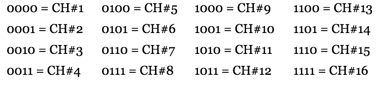 0000 = CH#1 0100 = CH#5 1000 = CH#9 1100 = CH#13
0001 = CH#2 0101 = CH#6 1001 = CH#10 1101 = CH#14
0010 = CH#3 0110 = CH#7 1010 = CH#11 1110 = CH#15
0011 = CH#4 0111 = CH#8 1011 = CH#12 1111 = CH#16